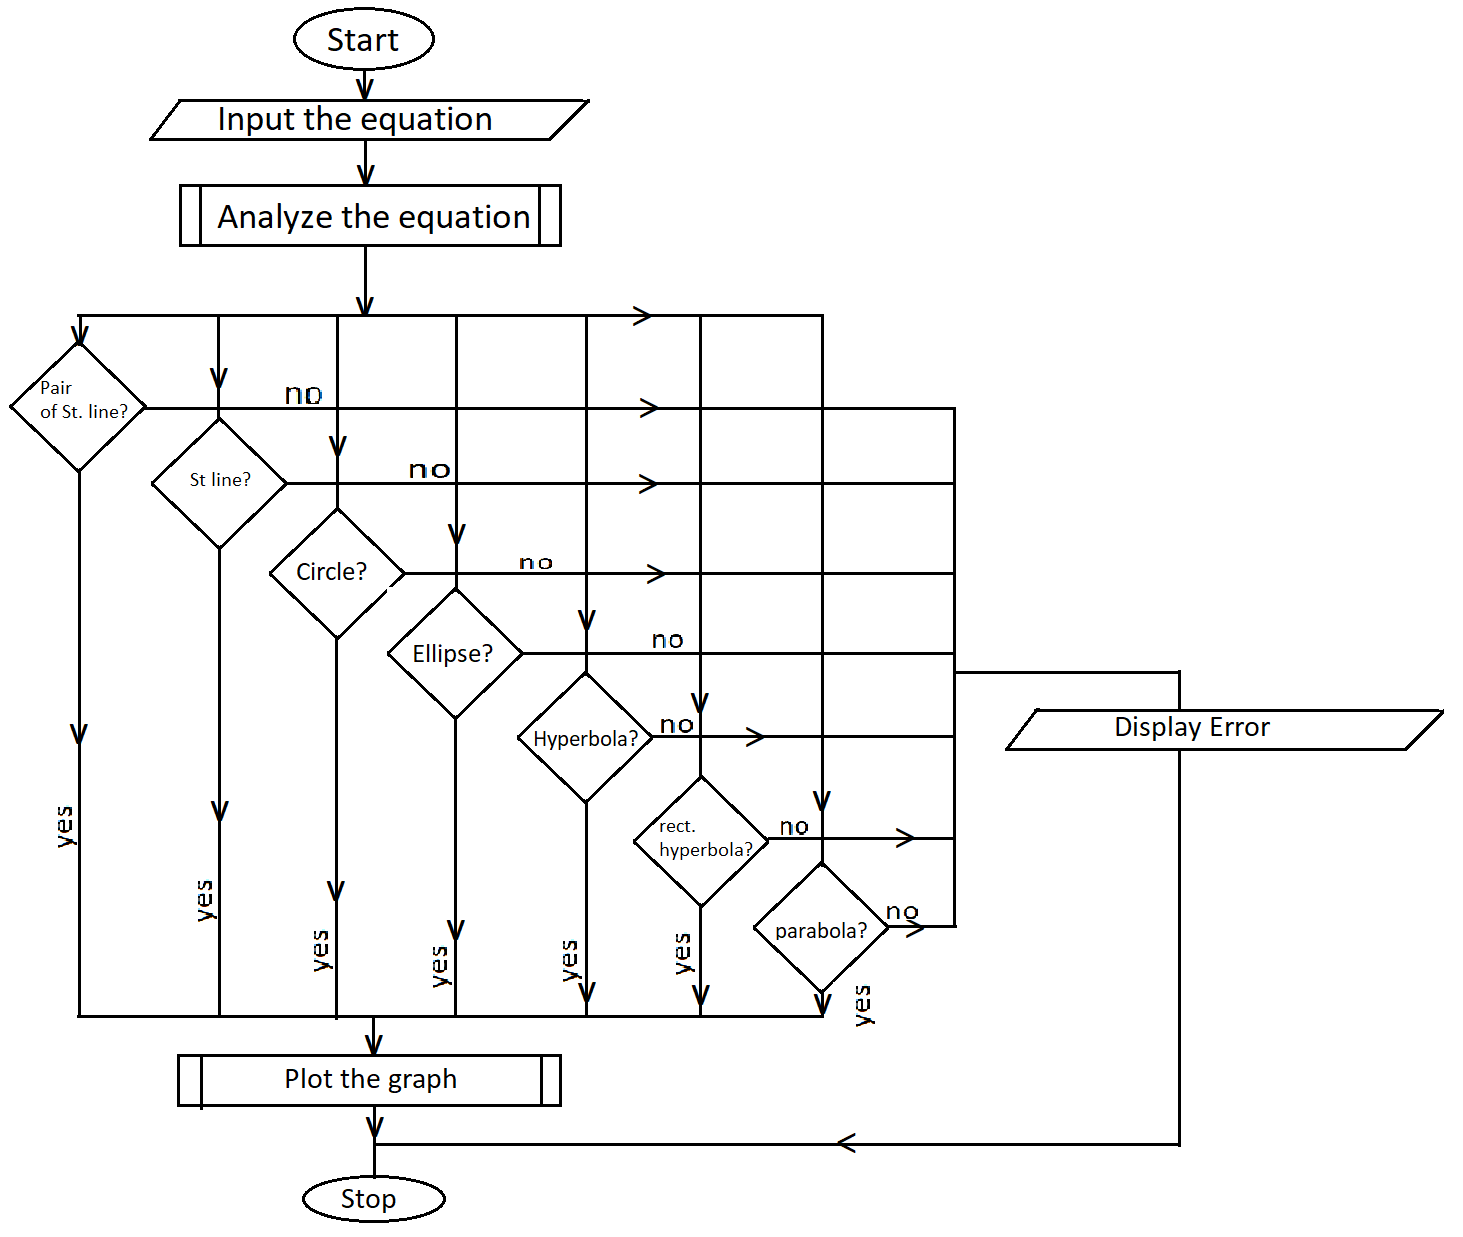 Start
Input the equation
Analyze the equation
Pair
of St. line?
no
St line?
no
Circle?
no
Ellipse?
no
Hyperbola?
no
Display Error
rect.
hyperbola?
no
parabola?
no
yes
yes
yes
yes
yes
yes
yes
Plot the graph
Stop